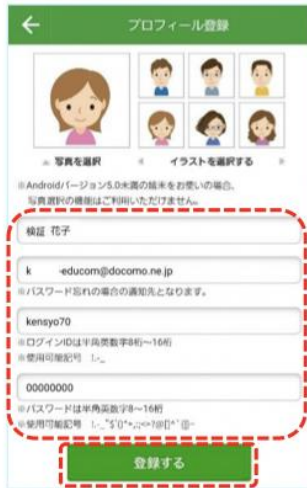 プロフィール登録
写真を選択 イラストを選択する
※Androidバージョン5.0未満の端末をお使いの場合、
写真選択の機能はご利用いただけません。
検証 花子
k -educom@docomo.ne.jp
※パスワード忘れの場合の通知先となります。
kensyo70
※ログインIDは半角英数字8桁～16桁
※使用可能記号 !.-_
00000000
※パスワードは半角英数字8～16桁
※使用可能記号
登録する